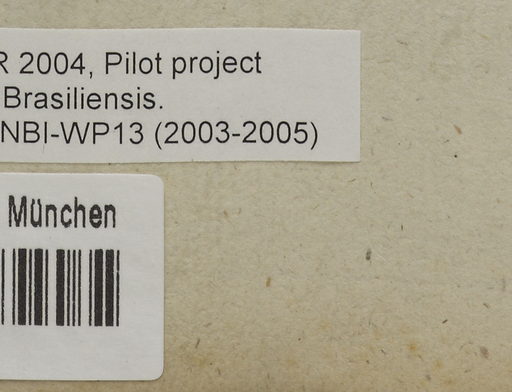 R 2004, Pilot project
Brasiliensis.
NBI-WP13 (2003-2005)
München